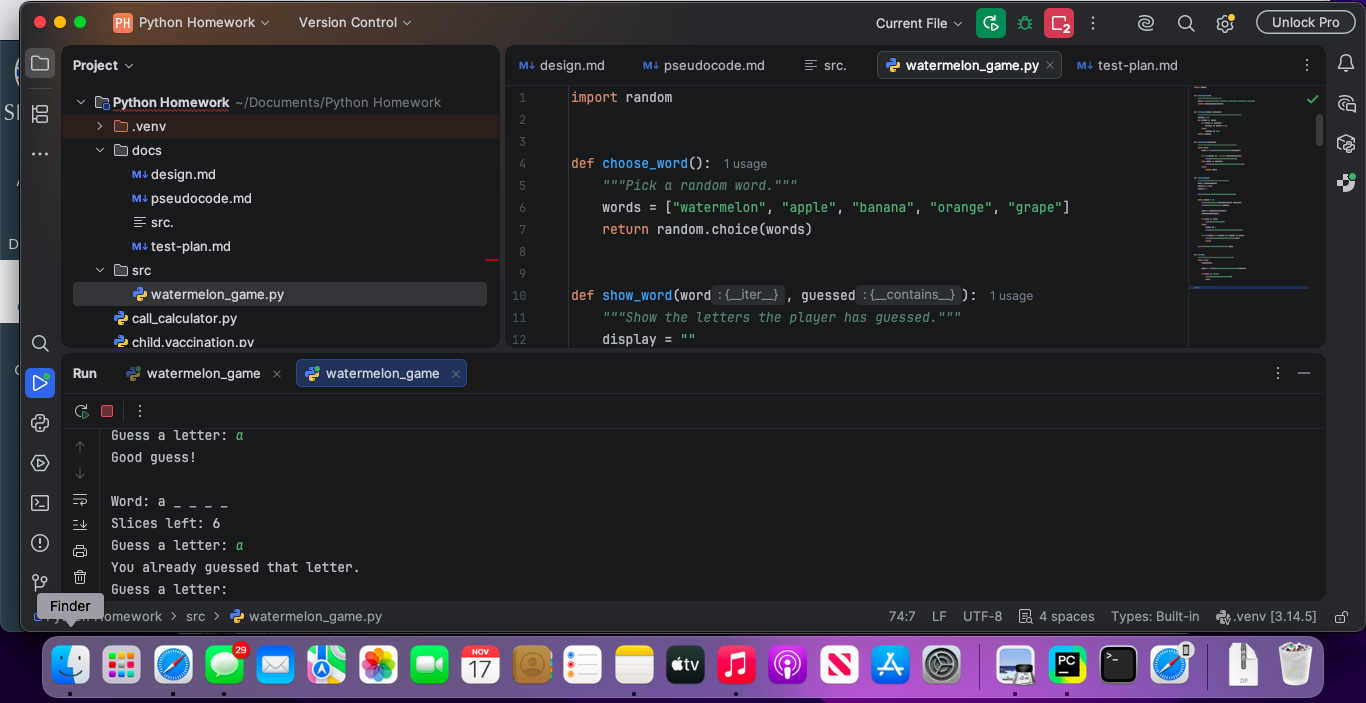 PH Python Homework Version Control Current File 2 Unlock Pro
Project
Python Homework ~/Documents/Python Homework
.venv
docs
M↓ design.md
M↓ pseudocode.md
src.
M↓ test-plan.md
src
watermelon_game.py
call_calculator.py
child.vaccination.py
M↓ design.md M↓ pseudocode.md src. watermelon_game.py M↓ test-plan.md
1 import random
2
3
4 def choose_word(): 1 usage
5 """Pick a random word."""
6 words = ["watermelon", "apple", "banana", "orange", "grape"]
7 return random.choice(words)
8
9
10 def show_word(word : {__iter__} , guessed : {__contains__} ): 1 usage
11 """Show the letters the player has guessed."""
12 display = ""
Run watermelon_game watermelon_game
Guess a letter: a
Good guess!
Word: a _ _ _ _
Slices left: 6
Guess a letter: a
You already guessed that letter.
Guess a letter:
Finder
Homework > src > watermelon_game.py 74:7 LF UTF-8 4 spaces Types: Built-in .venv [3.14.5]
29
NOV
17
tv
PC
>_
ZIP